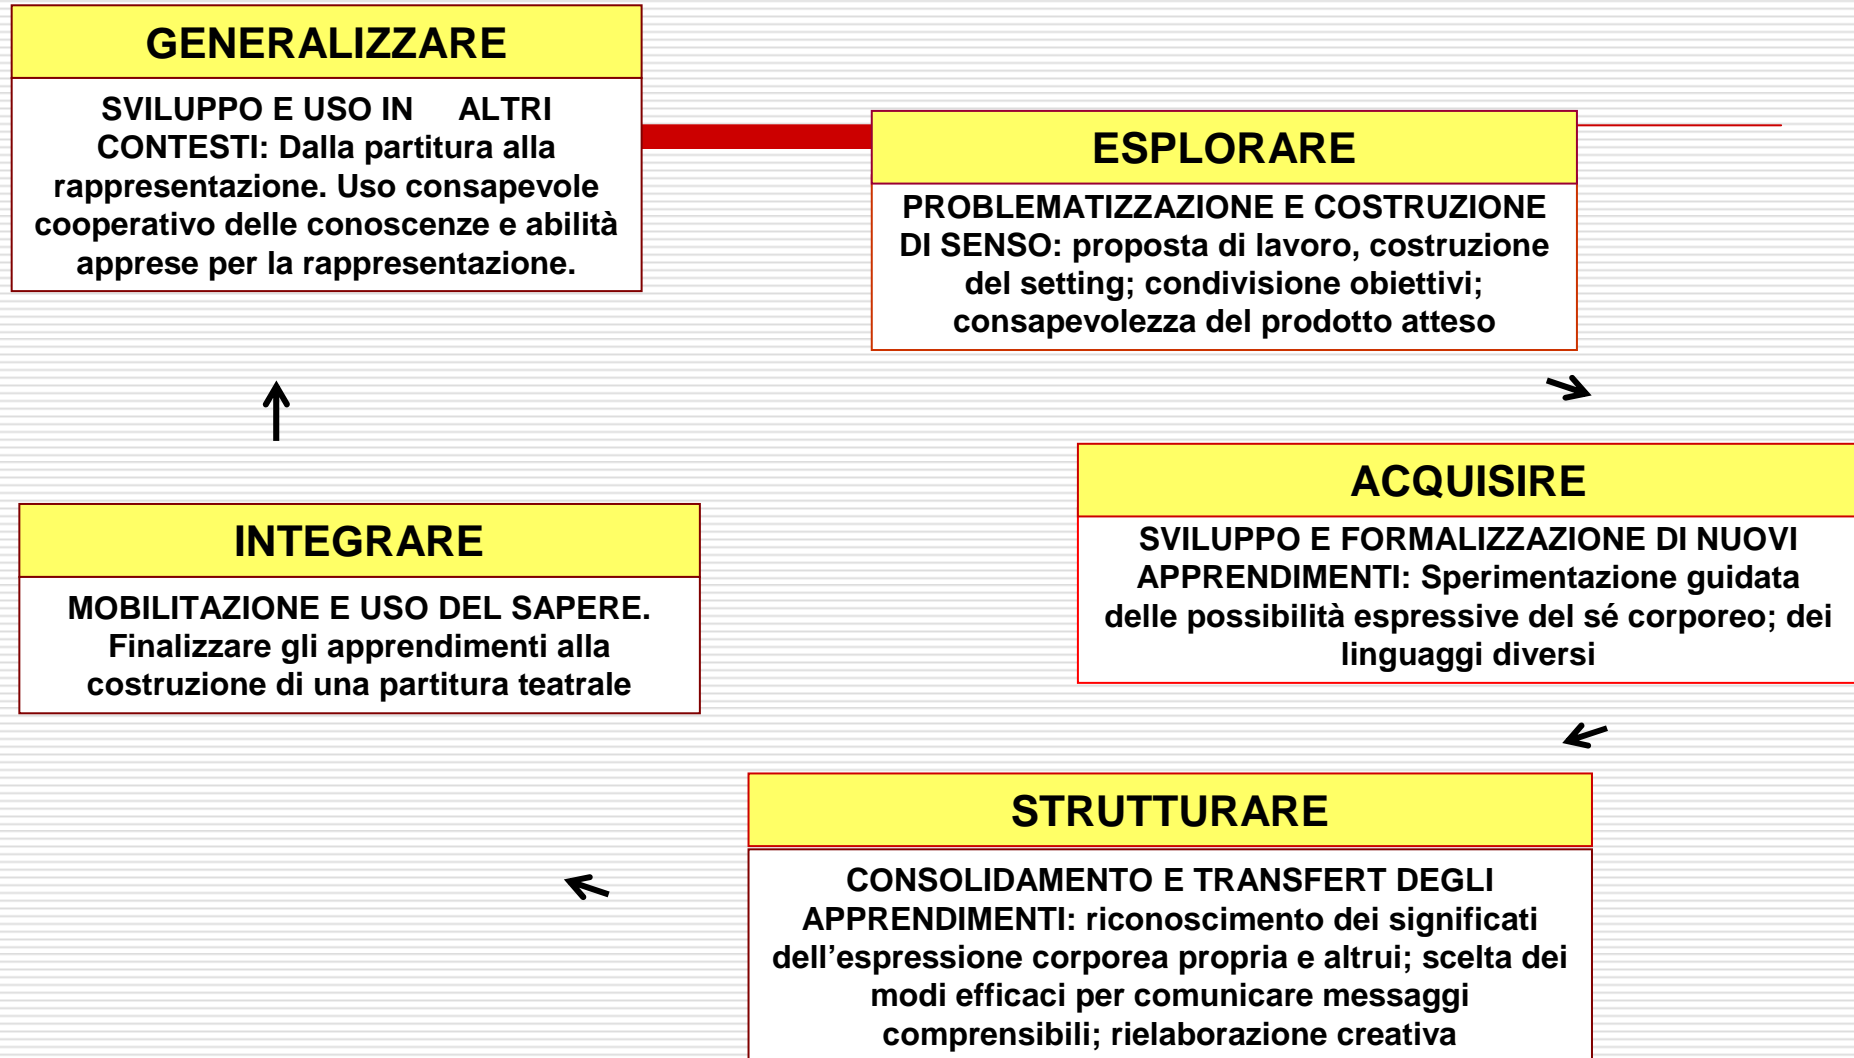 GENERALIZZARE
SVILUPPO E USO IN ALTRI
CONTESTI: Dalla partitura alla
rappresentazione. Uso consapevole
cooperativo delle conoscenze e abilità
apprese per la rappresentazione.
ESPLORARE
PROBLEMATIZZAZIONE E COSTRUZIONE
DI SENSO: proposta di lavoro, costruzione
del setting; condivisione obiettivi;
consapevolezza del prodotto atteso
ACQUISIRE
SVILUPPO E FORMALIZZAZIONE DI NUOVI
APPRENDIMENTI: Sperimentazione guidata
delle possibilità espressive del sé corporeo; dei
linguaggi diversi
STRUTTURARE
CONSOLIDAMENTO E TRANSFERT DEGLI
APPRENDIMENTI: riconoscimento dei significati
dell’espressione corporea propria e altrui; scelta dei
modi efficaci per comunicare messaggi
comprensibili; rielaborazione creativa
INTEGRARE
MOBILITAZIONE E USO DEL SAPERE.
Finalizzare gli apprendimenti alla
costruzione di una partitura teatrale